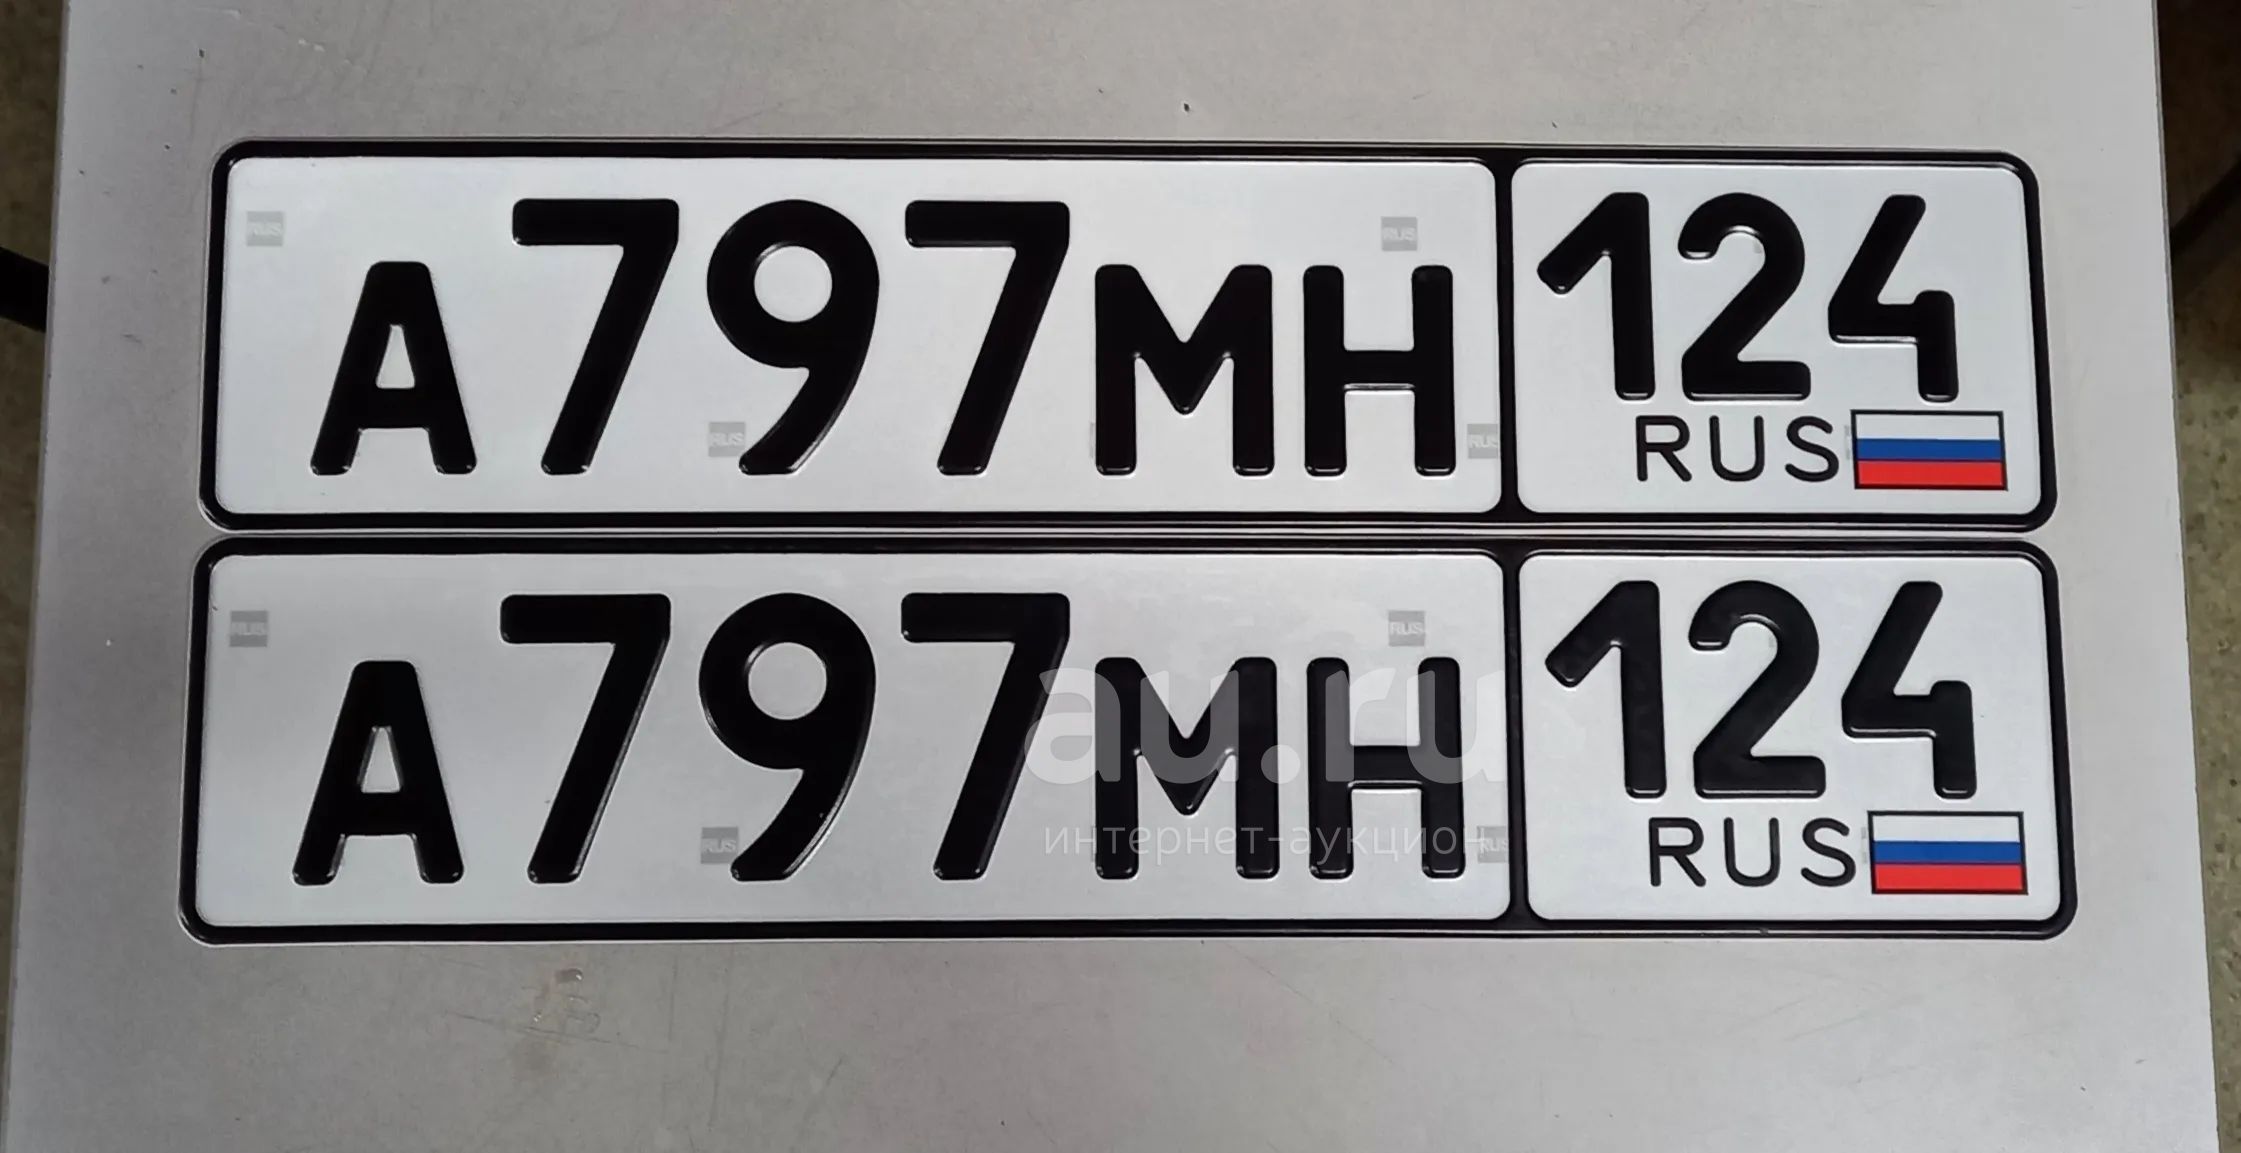 А797МН 124
RUS
А797МН 124
RUS
au.ru
интернет-аукцион